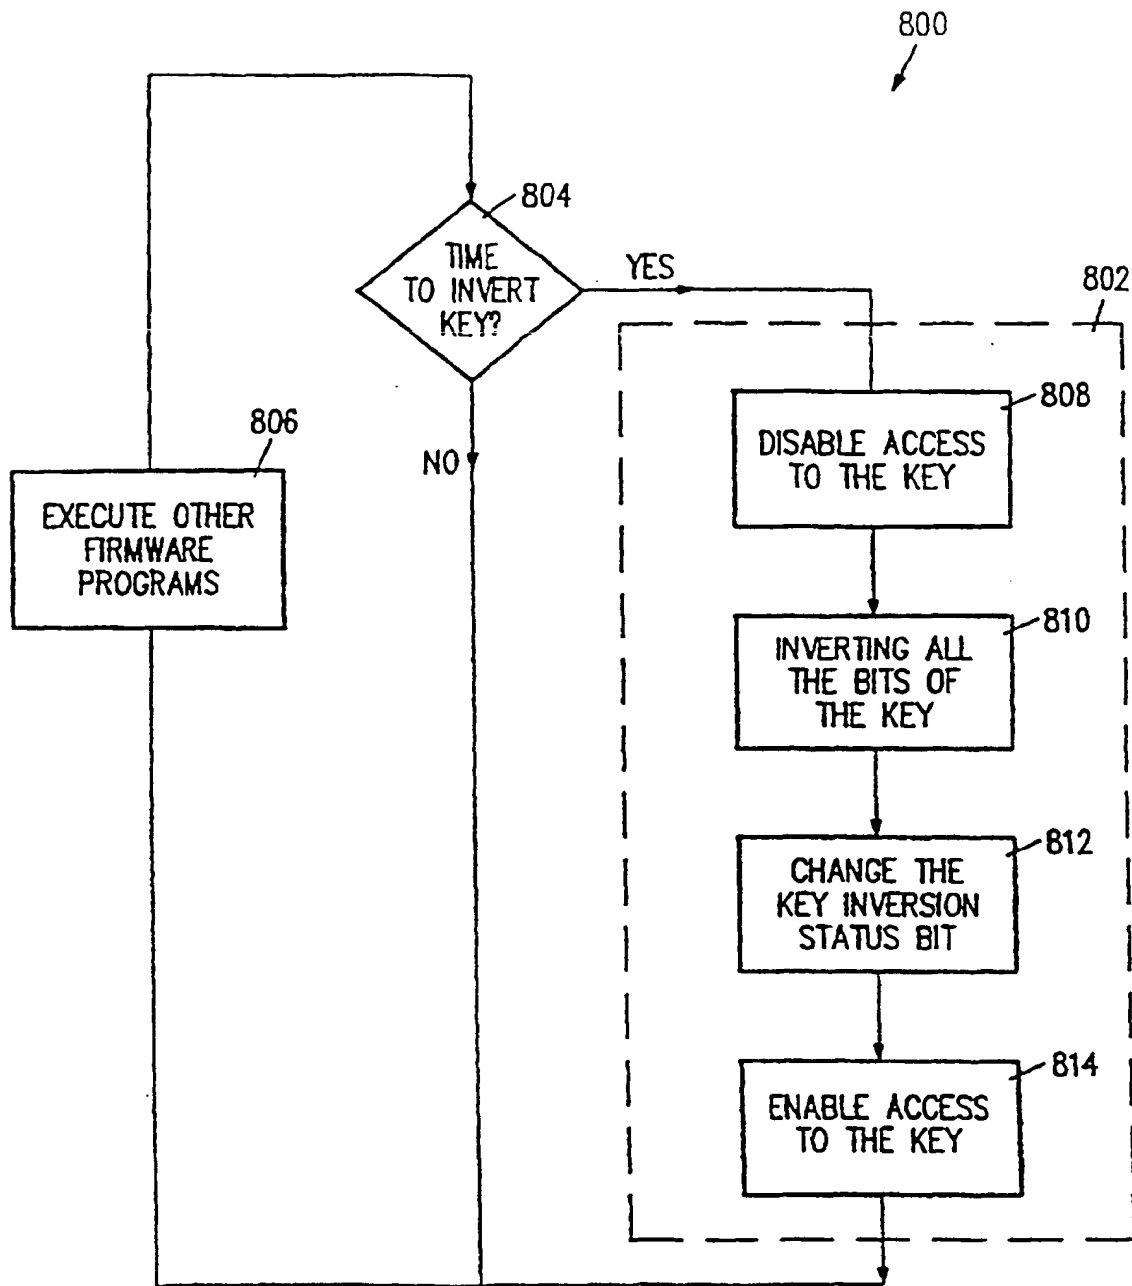 800
804
TIME
TO INVERT
KEY?
YES
802
808
DISABLE ACCESS
TO THE KEY
806
NO
EXECUTE OTHER
FIRMWARE
PROGRAMS
810
INVERTING ALL
THE BITS OF
THE KEY
812
CHANGE THE
KEY INVERSION
STATUS BIT
814
ENABLE ACCESS
TO THE KEY